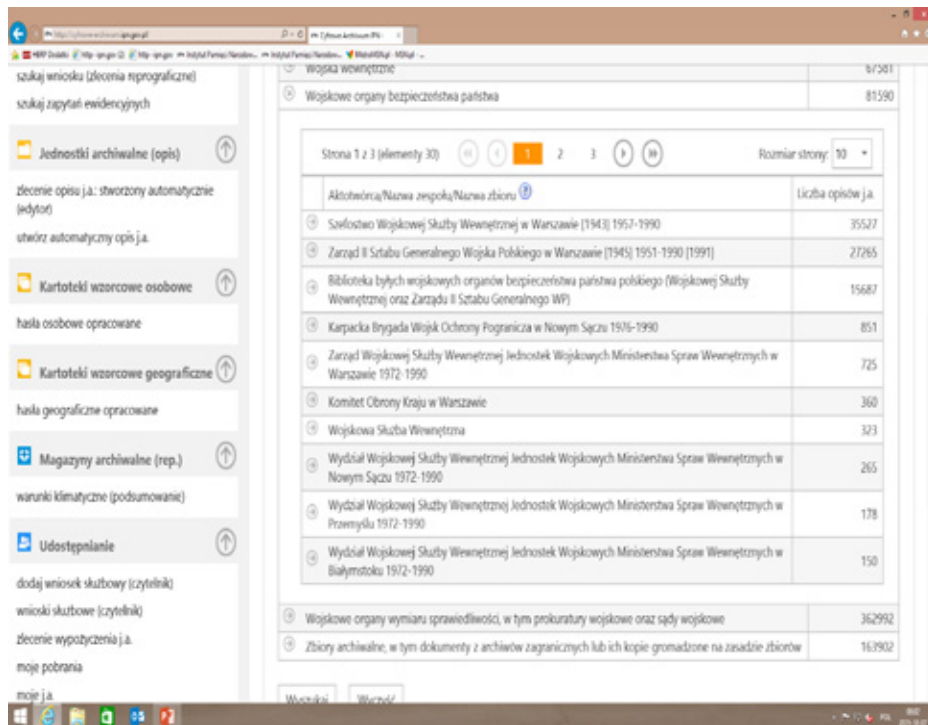 http://cyfrowearchiwum.ipn.gov.pl
Cyfrowe Archiwum IPN
szukaj wniosku (zlecenia reprograficzne)
szukaj zapytań ewidencyjnych
Jednostki archiwalne (opis)
zlecenie opisu j.a.: stworzony automatycznie
(edytor)
utwórz automatyczny opis j.a.
Kartoteki wzorcowe osobowe
hasła osobowe opracowane
Kartoteki wzorcowe geograficzne
hasła geograficzne opracowane
Magazyny archiwalne (rep.)
warunki klimatyczne (podsumowanie)
Udostępnianie
dodaj wniosek służbowy (czytelnik)
wnioski służbowe (czytelnik)
zlecenie wypożyczenia j.a.
moje pobrania
moje j.a.
Wojska wewnętrzne 67581
Wojskowe organy bezpieczeństwa państwa 81590
Strona 1 z 3 (elementy 30) 1 2 3 Rozmiar strony: 10
Aktotwórca/Nazwa zespołu/Nazwa zbioru Liczba opisów j.a.
Szefostwo Wojskowej Służby Wewnętrznej w Warszawie [1943] 1957-1990 35527
Zarząd II Sztabu Generalnego Wojska Polskiego w Warszawie [1945] 1951-1990 [1991] 27265
Biblioteka byłych wojskowych organów bezpieczeństwa państwa polskiego (Wojskowej Służby
Wewnętrznej oraz Zarządu II Sztabu Generalnego WP) 15687
Karpacka Brygada Wojsk Ochrony Pogranicza w Nowym Sączu 1976-1990 851
Zarząd Wojskowej Służby Wewnętrznej Jednostek Wojskowych Ministerstwa Spraw Wewnętrznych w
Warszawie 1972-1990 725
Komitet Obrony Kraju w Warszawie 360
Wojskowa Służba Wewnętrzna 323
Wydział Wojskowej Służby Wewnętrznej Jednostek Wojskowych Ministerstwa Spraw Wewnętrznych w
Nowym Sączu 1972-1990 265
Wydział Wojskowej Służby Wewnętrznej Jednostek Wojskowych Ministerstwa Spraw Wewnętrznych w
Przemyślu 1972-1990 178
Wydział Wojskowej Służby Wewnętrznej Jednostek Wojskowych Ministerstwa Spraw Wewnętrznych w
Białymstoku 1972-1990 150
Wojskowe organy wymiaru sprawiedliwości, w tym prokuratury wojskowe oraz sądy wojskowe 362992
Zbiory archiwalne, w tym dokumenty z archiwów zagranicznych lub ich kopie gromadzone na zasadzie zbiorów 163902
Wyszukaj Wyczyść